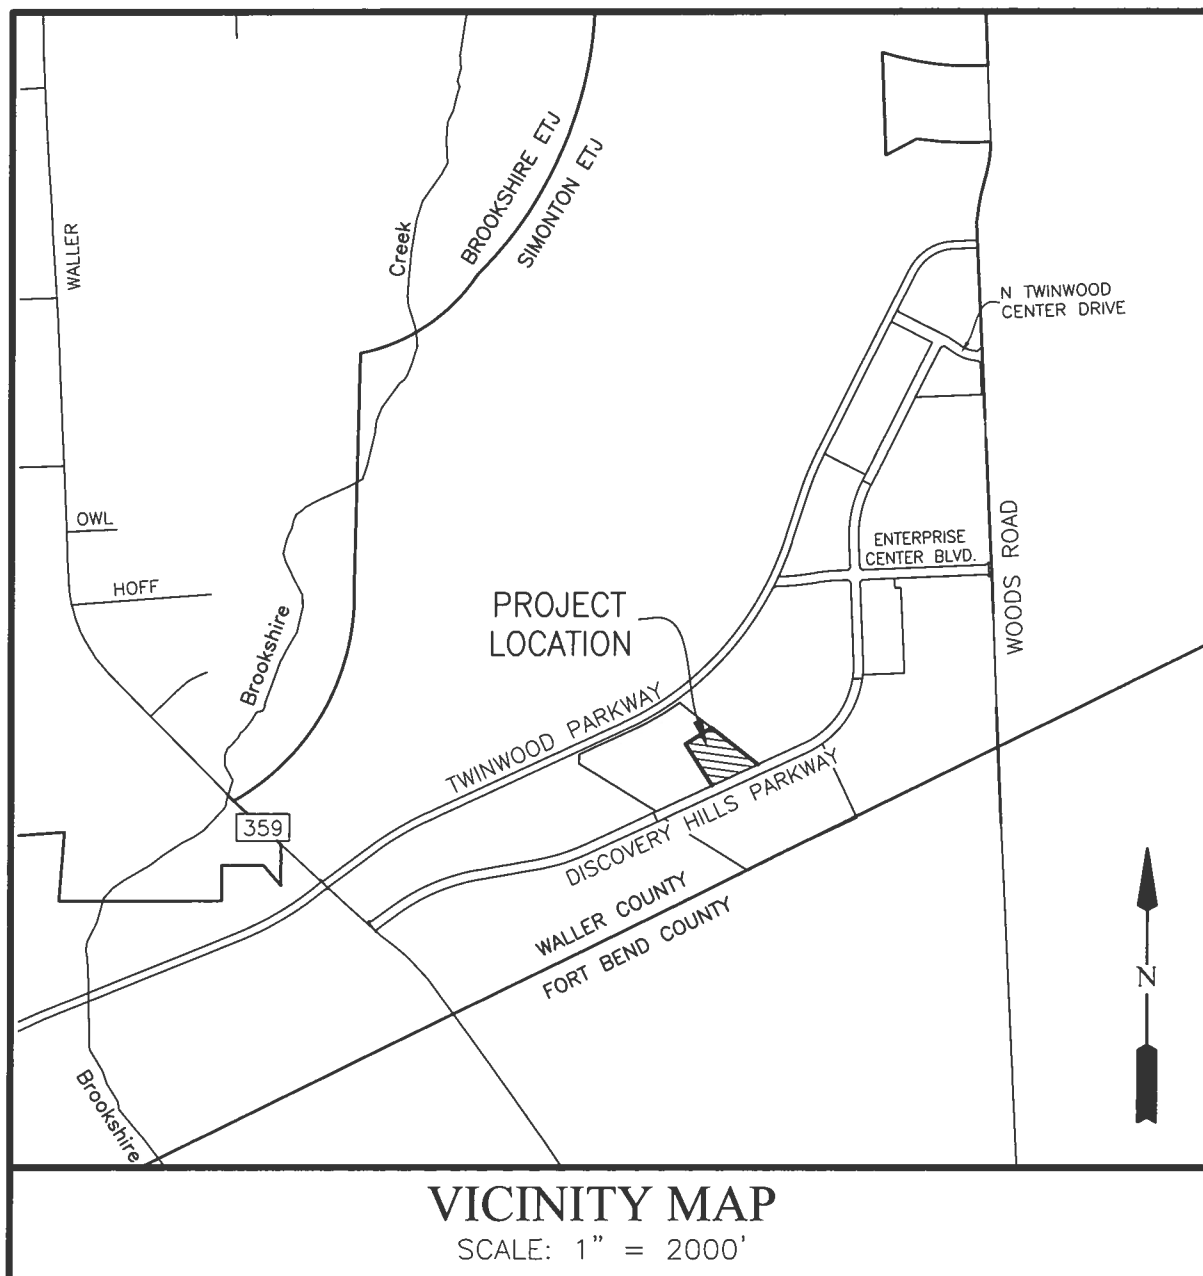 BROOKSHIRE ETJ
SIMONTON ETJ
WALLER
Creek
N TWINWOOD
CENTER DRIVE
OWL
HOFF
ENTERPRISE
CENTER BLVD.
WOODS ROAD
PROJECT
LOCATION
Brookshire
TWINWOOD PARKWAY
DISCOVERY HILLS PARKWAY
359
WALLER COUNTY
FORT BEND COUNTY
N
Brookshire
VICINITY MAP
SCALE: 1" = 2000'